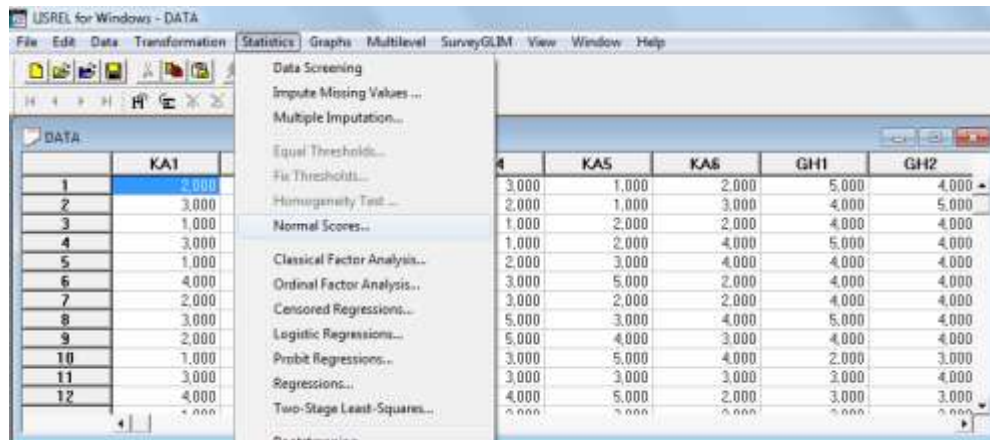 LISREL for Windows - DATA
File Edit Data Transformation Statistics Graphs Multilevel SurveyGLIM View Window Help
Data Screening
Impute Missing Values ...
Multiple Imputation...
Equal Thresholds...
Fix Thresholds...
Homogeneity Test ...
Normal Scores...
Classical Factor Analysis...
Ordinal Factor Analysis...
Censored Regressions...
Logistic Regressions...
Probit Regressions...
Regressions...
Two-Stage Least-Squares...
DATA
KA1 4 KA5 KA6 GH1 GH2
1 2,000 3,000 1,000 2,000 5,000 4,000
2 3,000 2,000 1,000 3,000 4,000 5,000
3 1,000 1,000 2,000 2,000 4,000 4,000
4 3,000 1,000 2,000 4,000 5,000 4,000
5 1,000 2,000 3,000 4,000 4,000 4,000
6 4,000 3,000 5,000 2,000 4,000 4,000
7 2,000 3,000 2,000 2,000 4,000 4,000
8 3,000 5,000 3,000 4,000 5,000 4,000
9 2,000 5,000 4,000 3,000 4,000 4,000
10 1,000 3,000 5,000 4,000 2,000 3,000
11 3,000 3,000 3,000 3,000 3,000 4,000
12 4,000 4,000 5,000 2,000 3,000 3,000